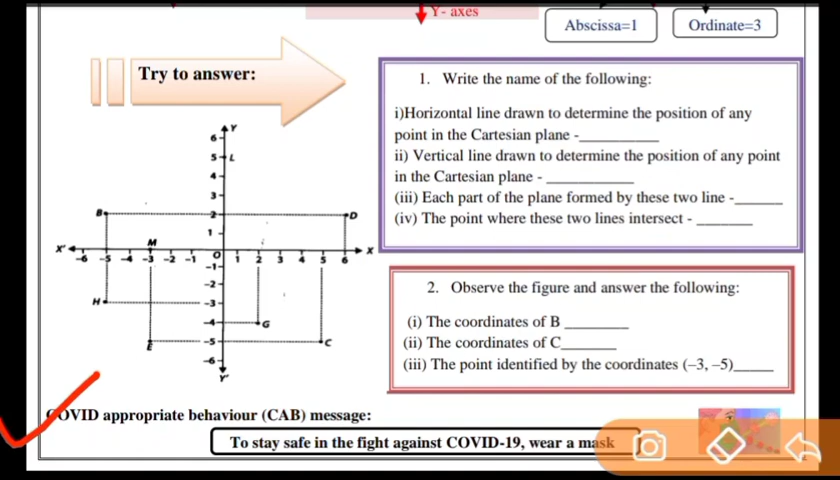 Y- axes
Abscissa=1
Ordinate=3
Try to answer:
1. Write the name of the following:
i)Horizontal line drawn to determine the position of any
point in the Cartesian plane -__________
ii) Vertical line drawn to determine the position of any point
in the Cartesian plane - ___________
(iii) Each part of the plane formed by these two line -______
(iv) The point where these two lines intersect - _______
Y
6
5 L
4
3
B 2 D
1
M
X' -6 -5 -4 -3 -2 -1 O 1 2 3 4 5 6 X
-1
-2
H -3
-4 G
E -5 C
-6
Y'
2. Observe the figure and answer the following:
(i) The coordinates of B ________
(ii) The coordinates of C_______
(iii) The point identified by the coordinates (–3, –5)_____
COVID appropriate behaviour (CAB) message:
To stay safe in the fight against COVID-19, wear a mask